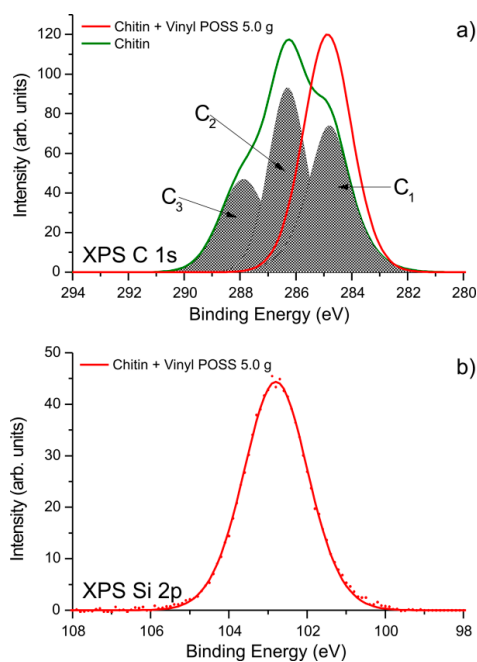 Chitin + Vinyl POSS 5.0 g
Chitin
a)
120
100
80
60
40
20
0
Intensity (arb. units)
C2
C3
C1
XPS C 1s
294 292 290 288 286 284 282 280
Binding Energy (eV)
Chitin + Vinyl POSS 5.0 g
b)
50
40
30
20
10
0
Intensity (arb. units)
XPS Si 2p
108 106 104 102 100 98
Binding Energy (eV)